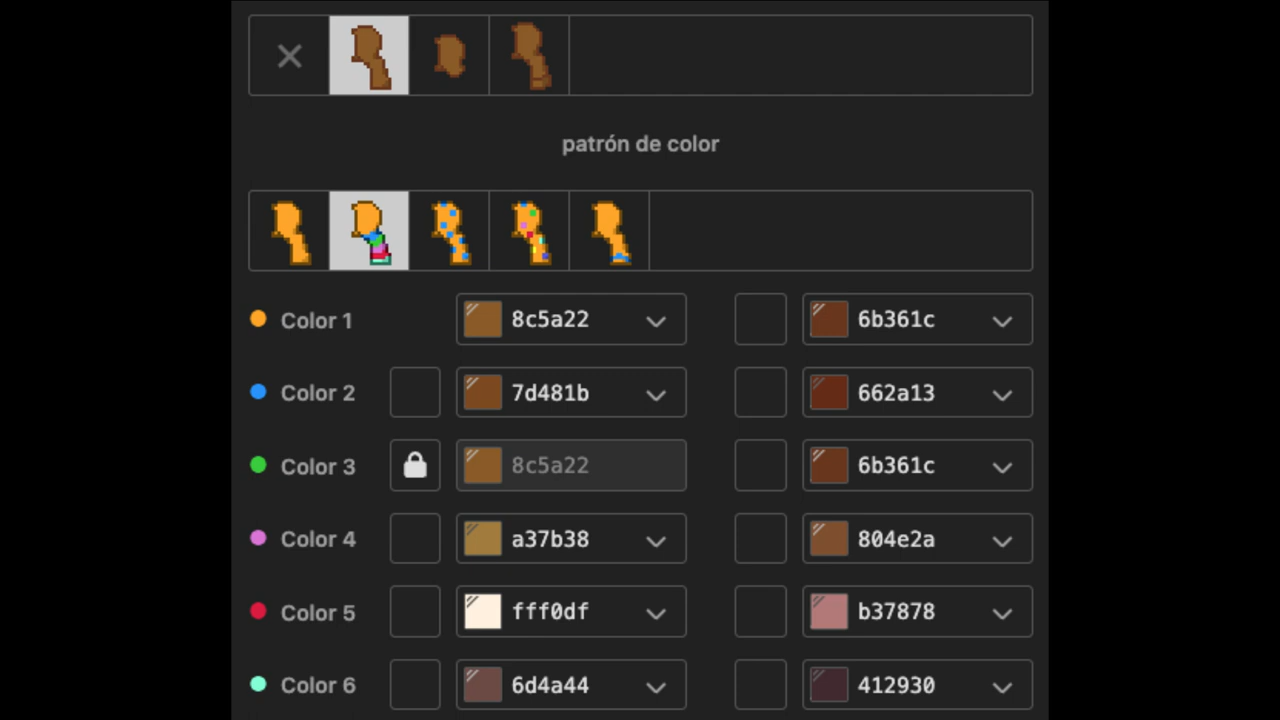 patrón de color
Color 1 8c5a22 6b361c
Color 2 7d481b 662a13
Color 3 8c5a22 6b361c
Color 4 a37b38 804e2a
Color 5 fff0df b37878
Color 6 6d4a44 412930